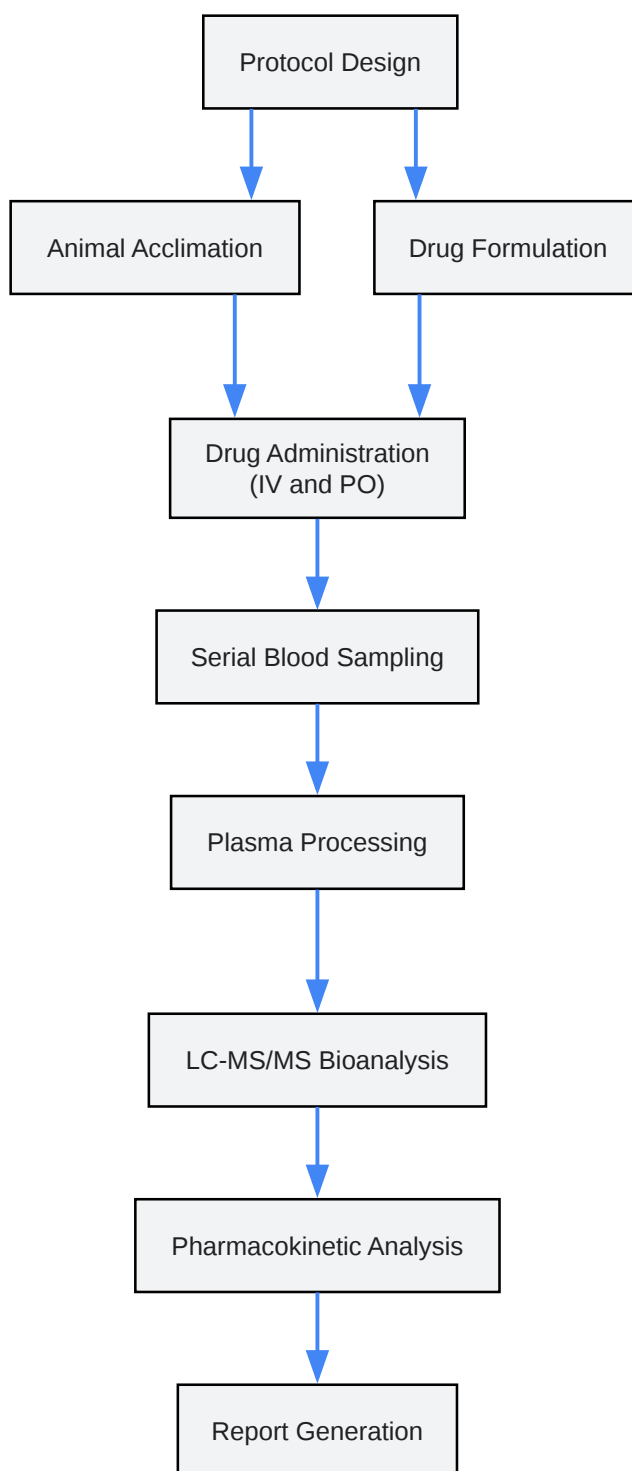 Protocol Design
Animal Acclimation
Drug Formulation
Drug Administration
(IV and PO)
Serial Blood Sampling
Plasma Processing
LC-MS/MS Bioanalysis
Pharmacokinetic Analysis
Report Generation